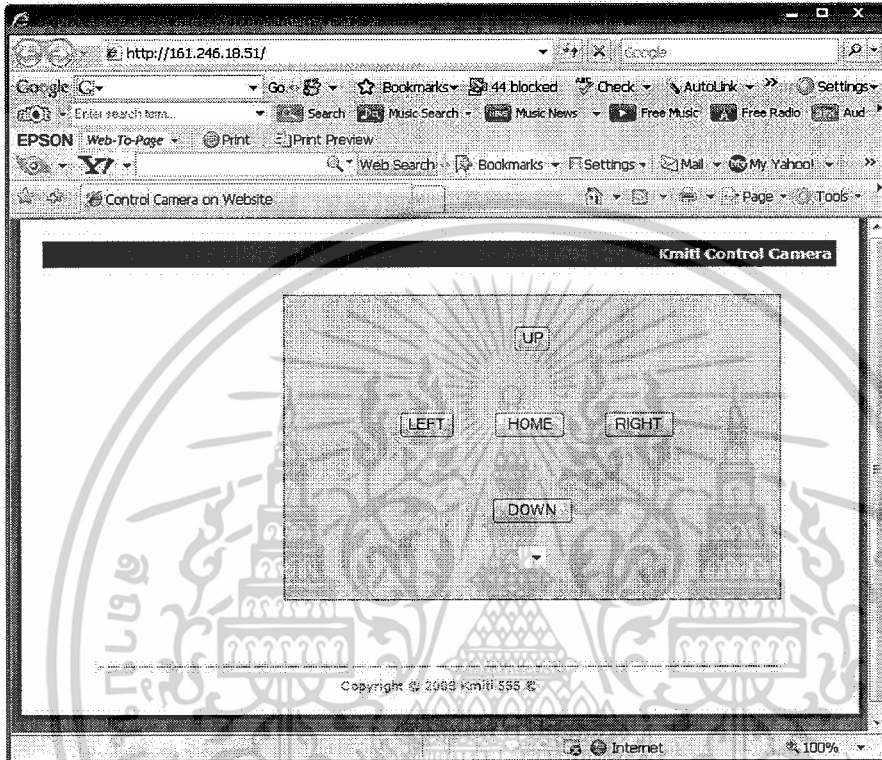 http://161.246.18.51/
Google
Google G Go 44 blocked Check AutoLink » Settings
Enter search term... Search Music Search Music News Free Music Free Radio Aud
EPSON Web-To-Page Print Print Preview
Y! Web Search Bookmarks Settings Mail My Yahoo! »
Control Camera on Website Page Tools
Kmitl Control Camera
UP
LEFT HOME RIGHT
DOWN
Copyright © 2008 Kmitl 555 ©
Internet 100%